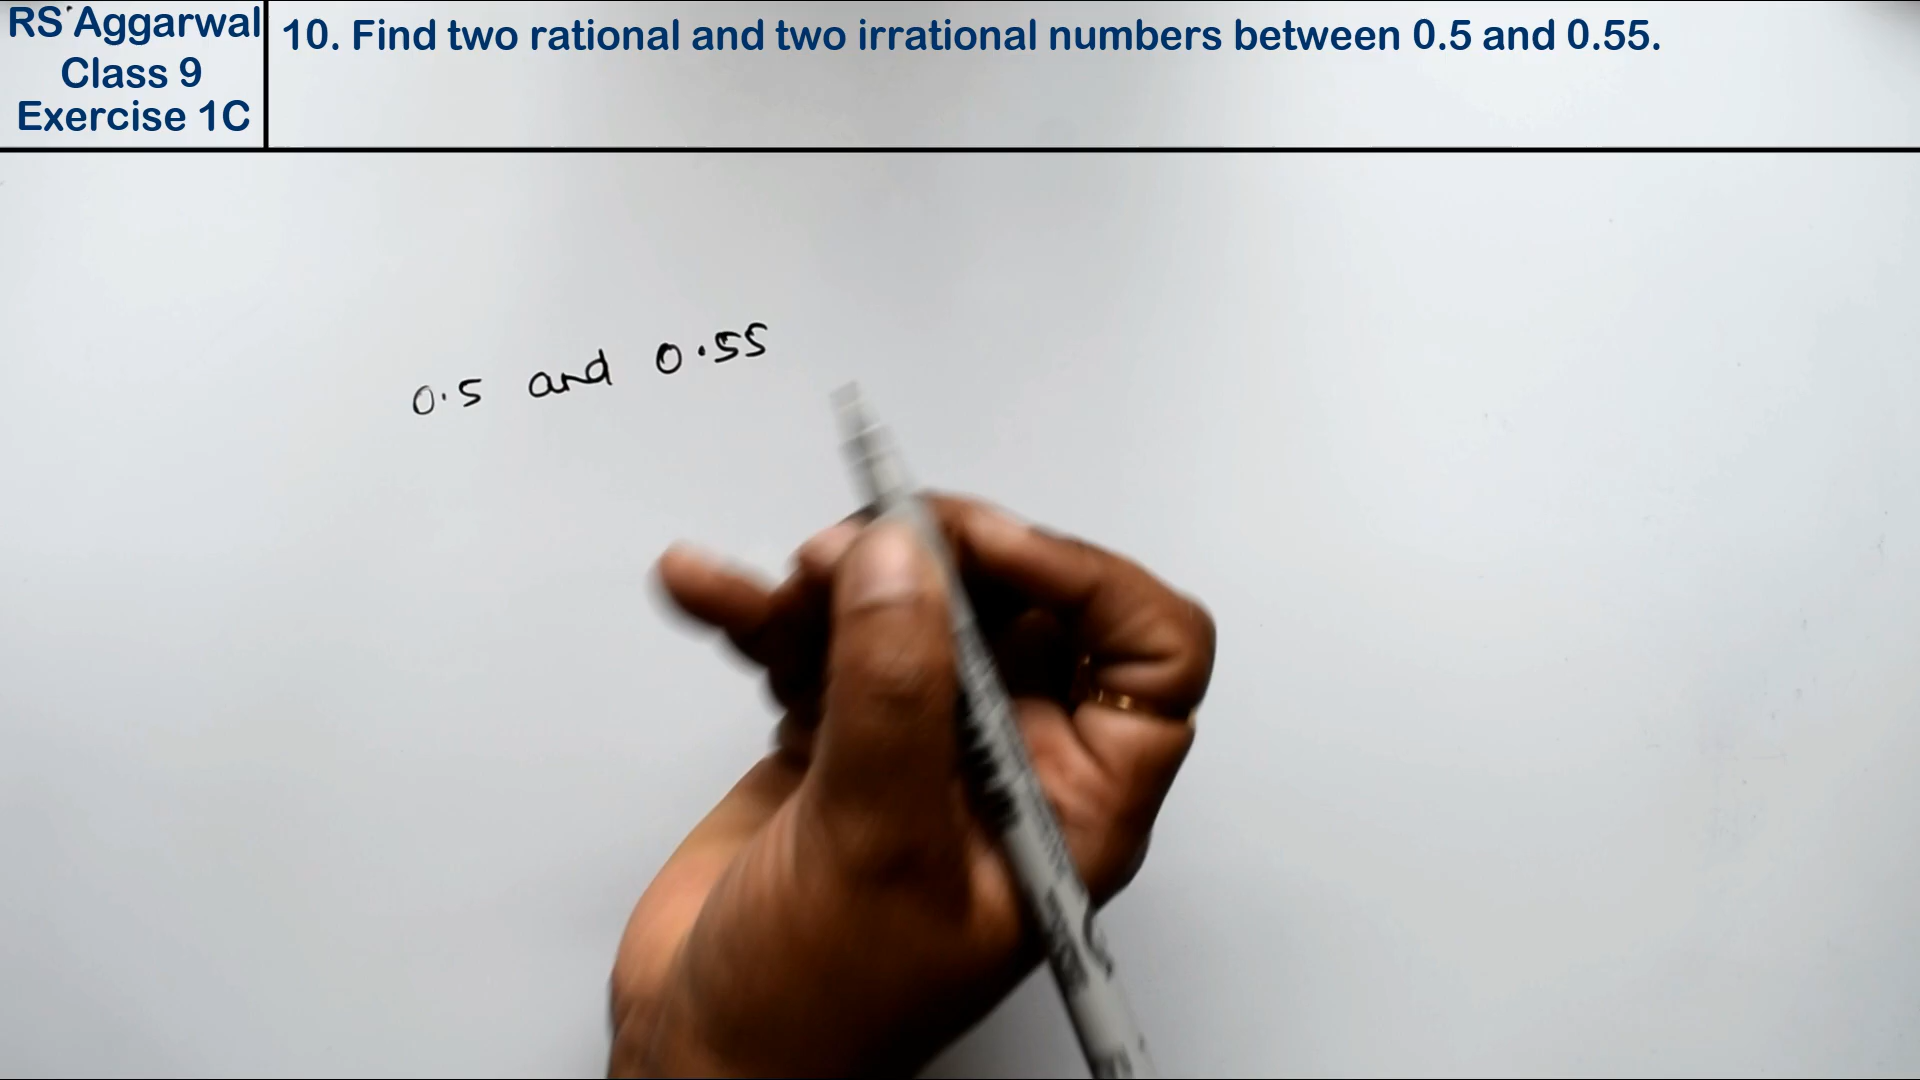 RS Aggarwal
Class 9
Exercise 1C
10. Find two rational and two irrational numbers between 0.5 and 0.55.
0.5 and 0.55